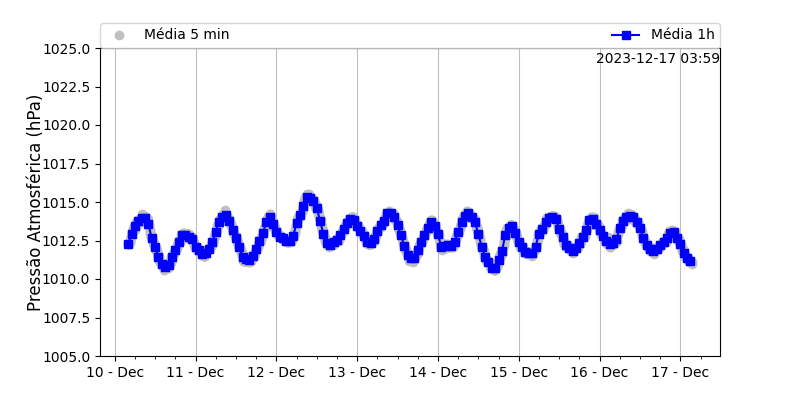 Média 5 min
Média 1h
2023-12-17 03:59
Pressão Atmosférica (hPa)
1025.0
1022.5
1020.0
1017.5
1015.0
1012.5
1010.0
1007.5
1005.0
10 - Dec
11 - Dec
12 - Dec
13 - Dec
14 - Dec
15 - Dec
16 - Dec
17 - Dec